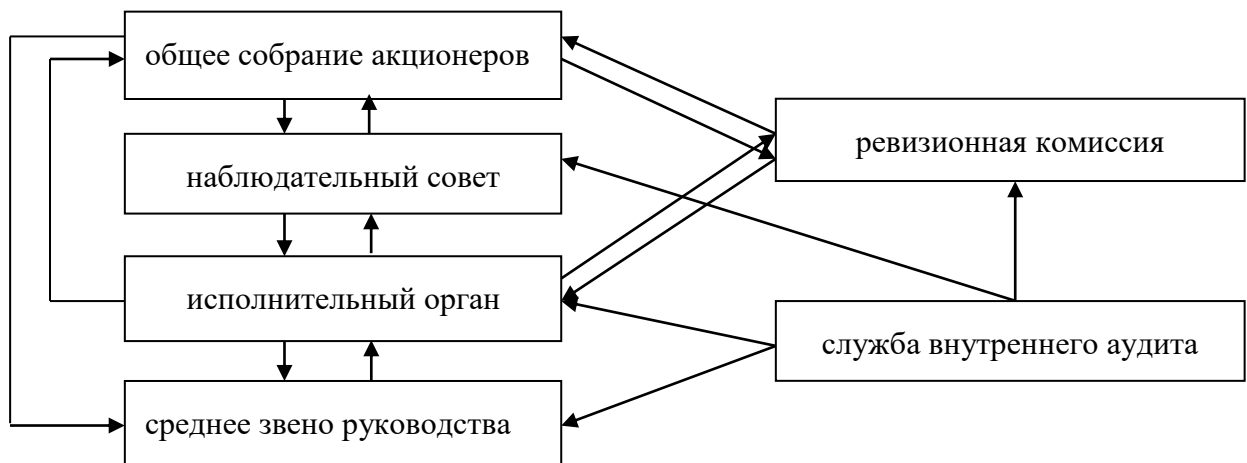 общее собрание акционеров
наблюдательный совет
исполнительный орган
среднее звено руководства
ревизионная комиссия
служба внутреннего аудита